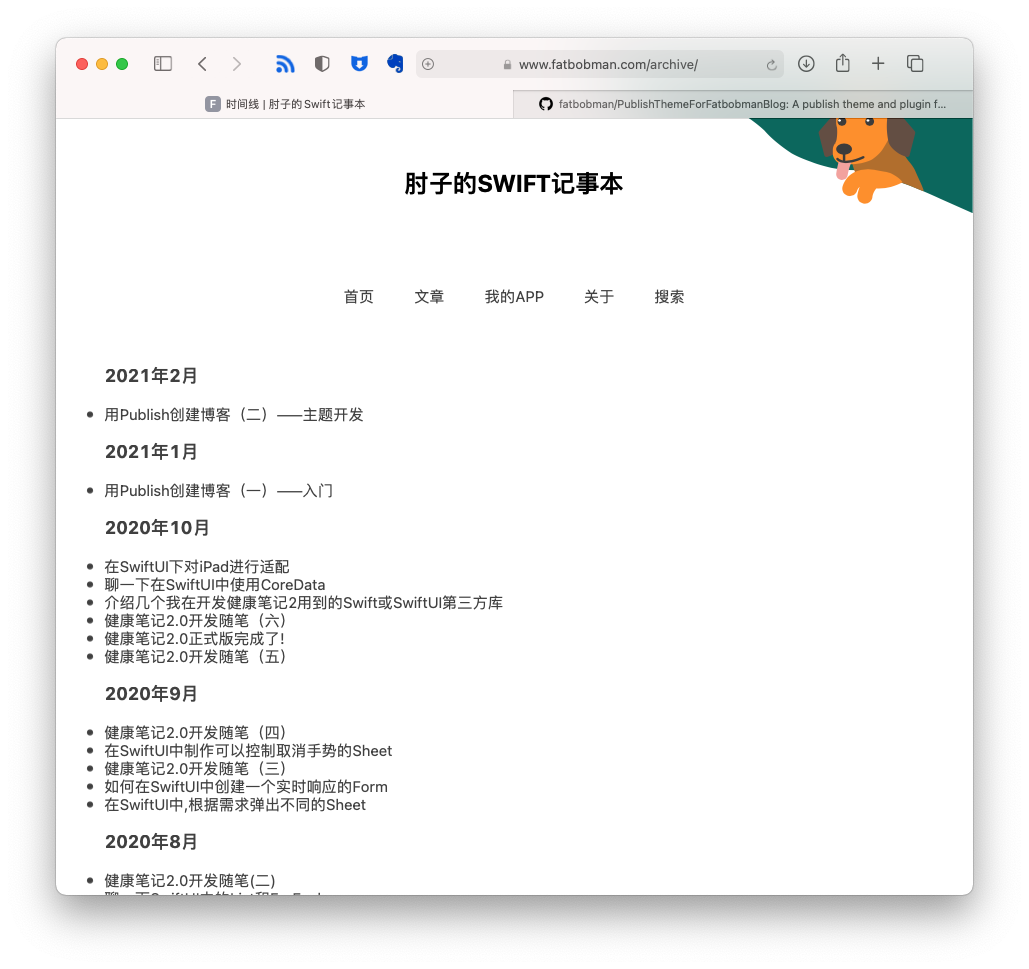 www.fatbobman.com/archive/
F 时间线 | 肘子的Swift记事本
fatbobman/PublishThemeForFatbobmanBlog: A publish theme and plugin f...
肘子的SWIFT记事本
首页 文章 我的APP 关于 搜索
2021年2月
用Publish创建博客（二）——主题开发
2021年1月
用Publish创建博客（一）——入门
2020年10月
在SwiftUI下对iPad进行适配
聊一下在SwiftUI中使用CoreData
介绍几个我在开发健康笔记2用到的Swift或SwiftUI第三方库
健康笔记2.0开发随笔（六）
健康笔记2.0正式版完成了!
健康笔记2.0开发随笔（五）
2020年9月
健康笔记2.0开发随笔（四）
在SwiftUI中制作可以控制取消手势的Sheet
健康笔记2.0开发随笔（三）
如何在SwiftUI中创建一个实时响应的Form
在SwiftUI中,根据需求弹出不同的Sheet
2020年8月
健康笔记2.0开发随笔(二)